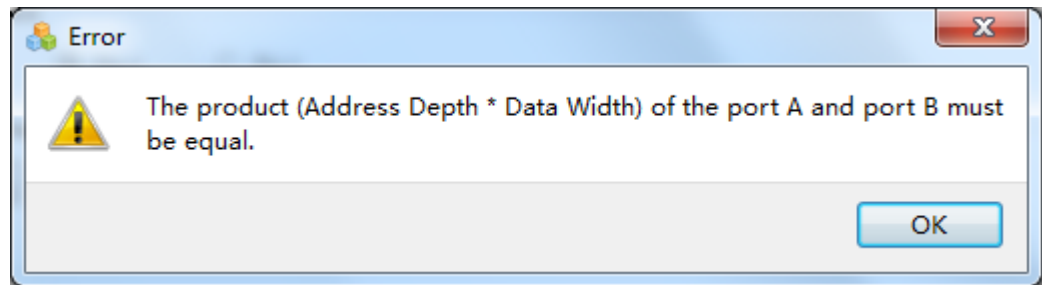 Error
The product (Address Depth * Data Width) of the port A and port B must
be equal.
OK